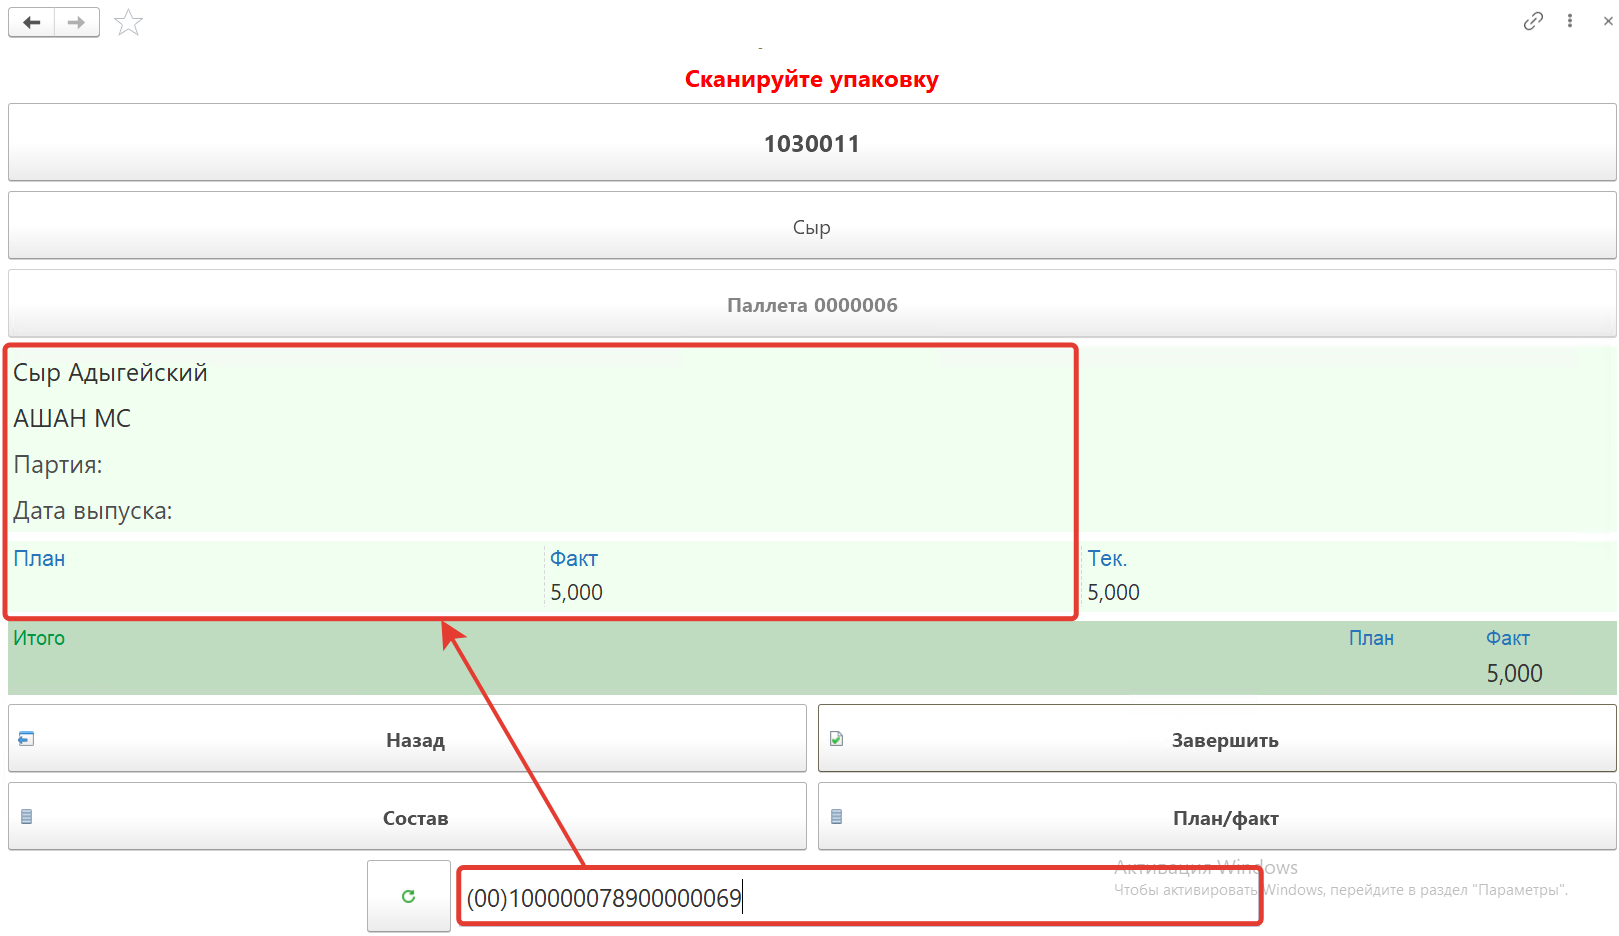 Сканируйте упаковку
1030011
Сыр
Паллета 0000006
Сыр Адыгейский
АШАН МС
Партия:
Дата выпуска:
План Факт Тек.
5,000 5,000
Итого План Факт
5,000
Назад Завершить
Состав План/факт
Активация Windows
Чтобы активировать Windows, перейдите в раздел "Параметры".
(00)100000078900000069